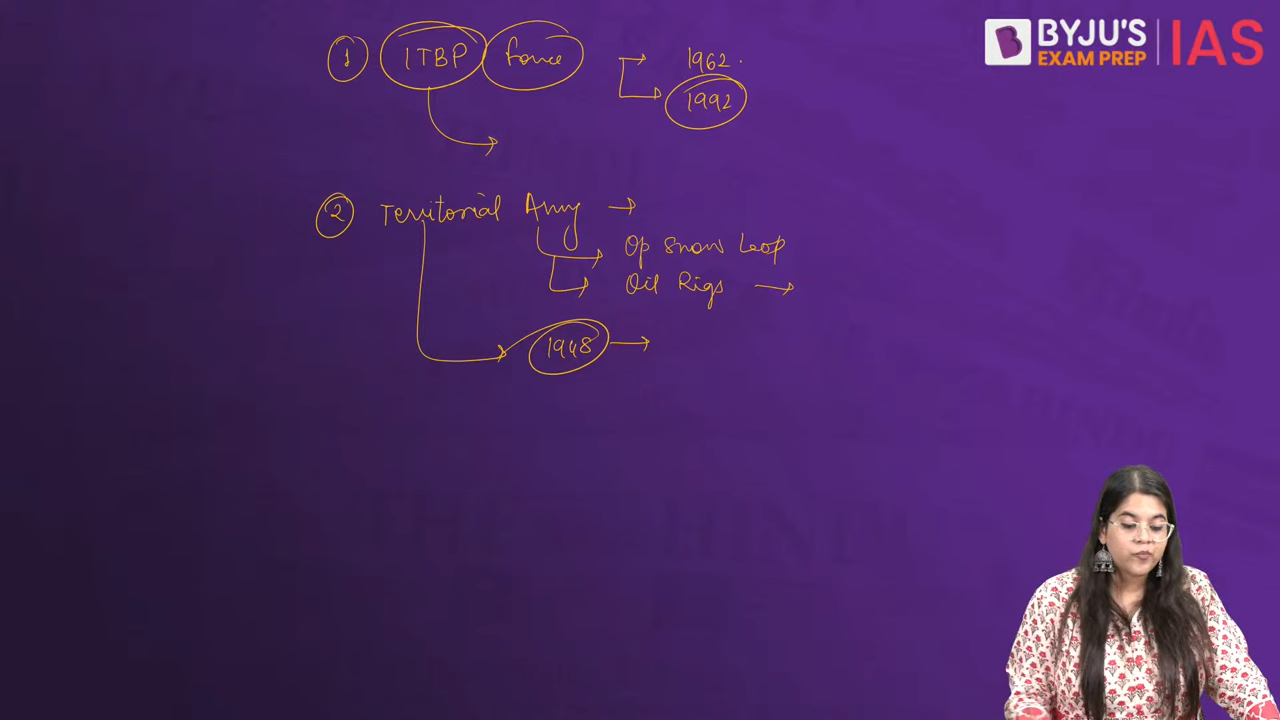 1 ITBP Force 1962.
1992
2 Territorial Army
Op Snow Leop
Oil Rigs
1948
BYJU'S
EXAM PREP
IAS